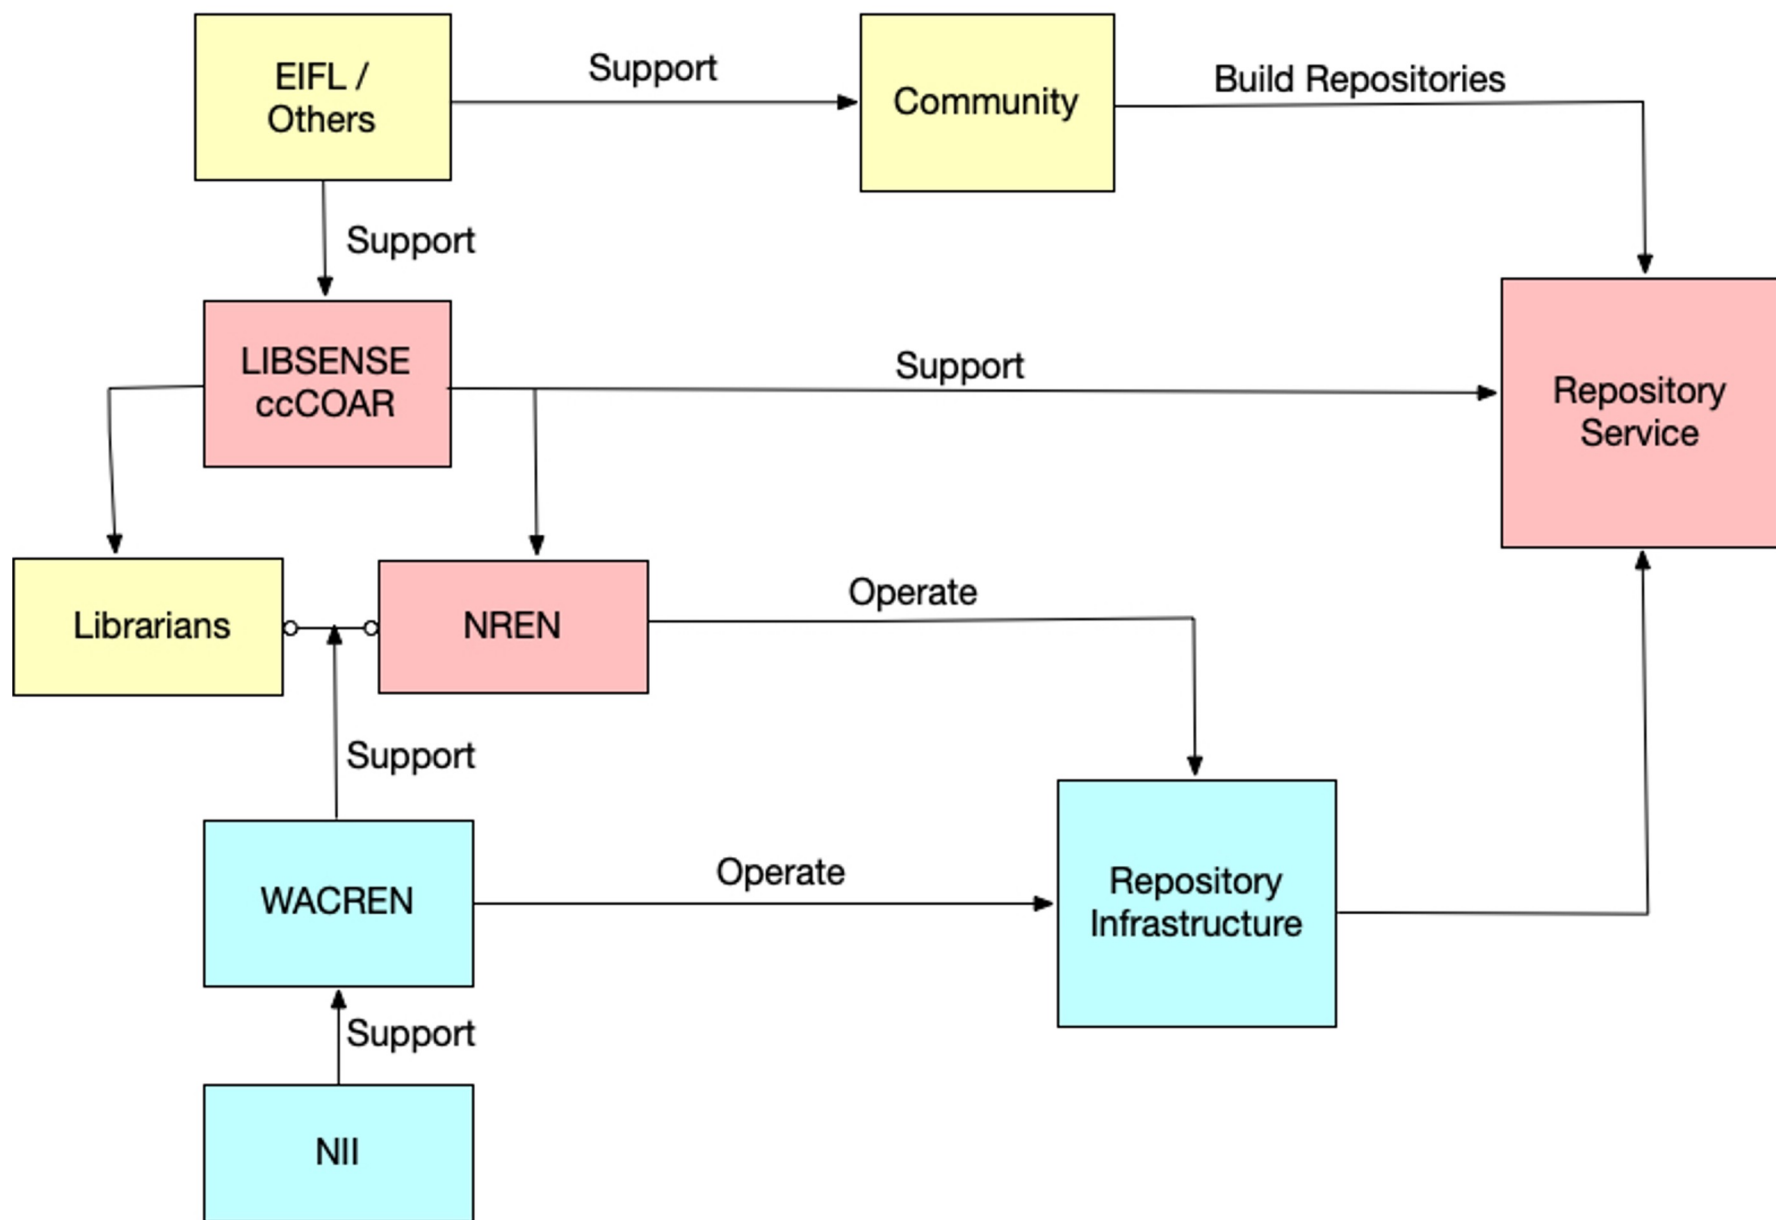 EIFL /
Others
Support
Community
Build Repositories
Support
LIBSENSE
ccCOAR
Support
Repository
Service
Librarians
NREN
Operate
Support
WACREN
Operate
Repository
Infrastructure
Support
NII